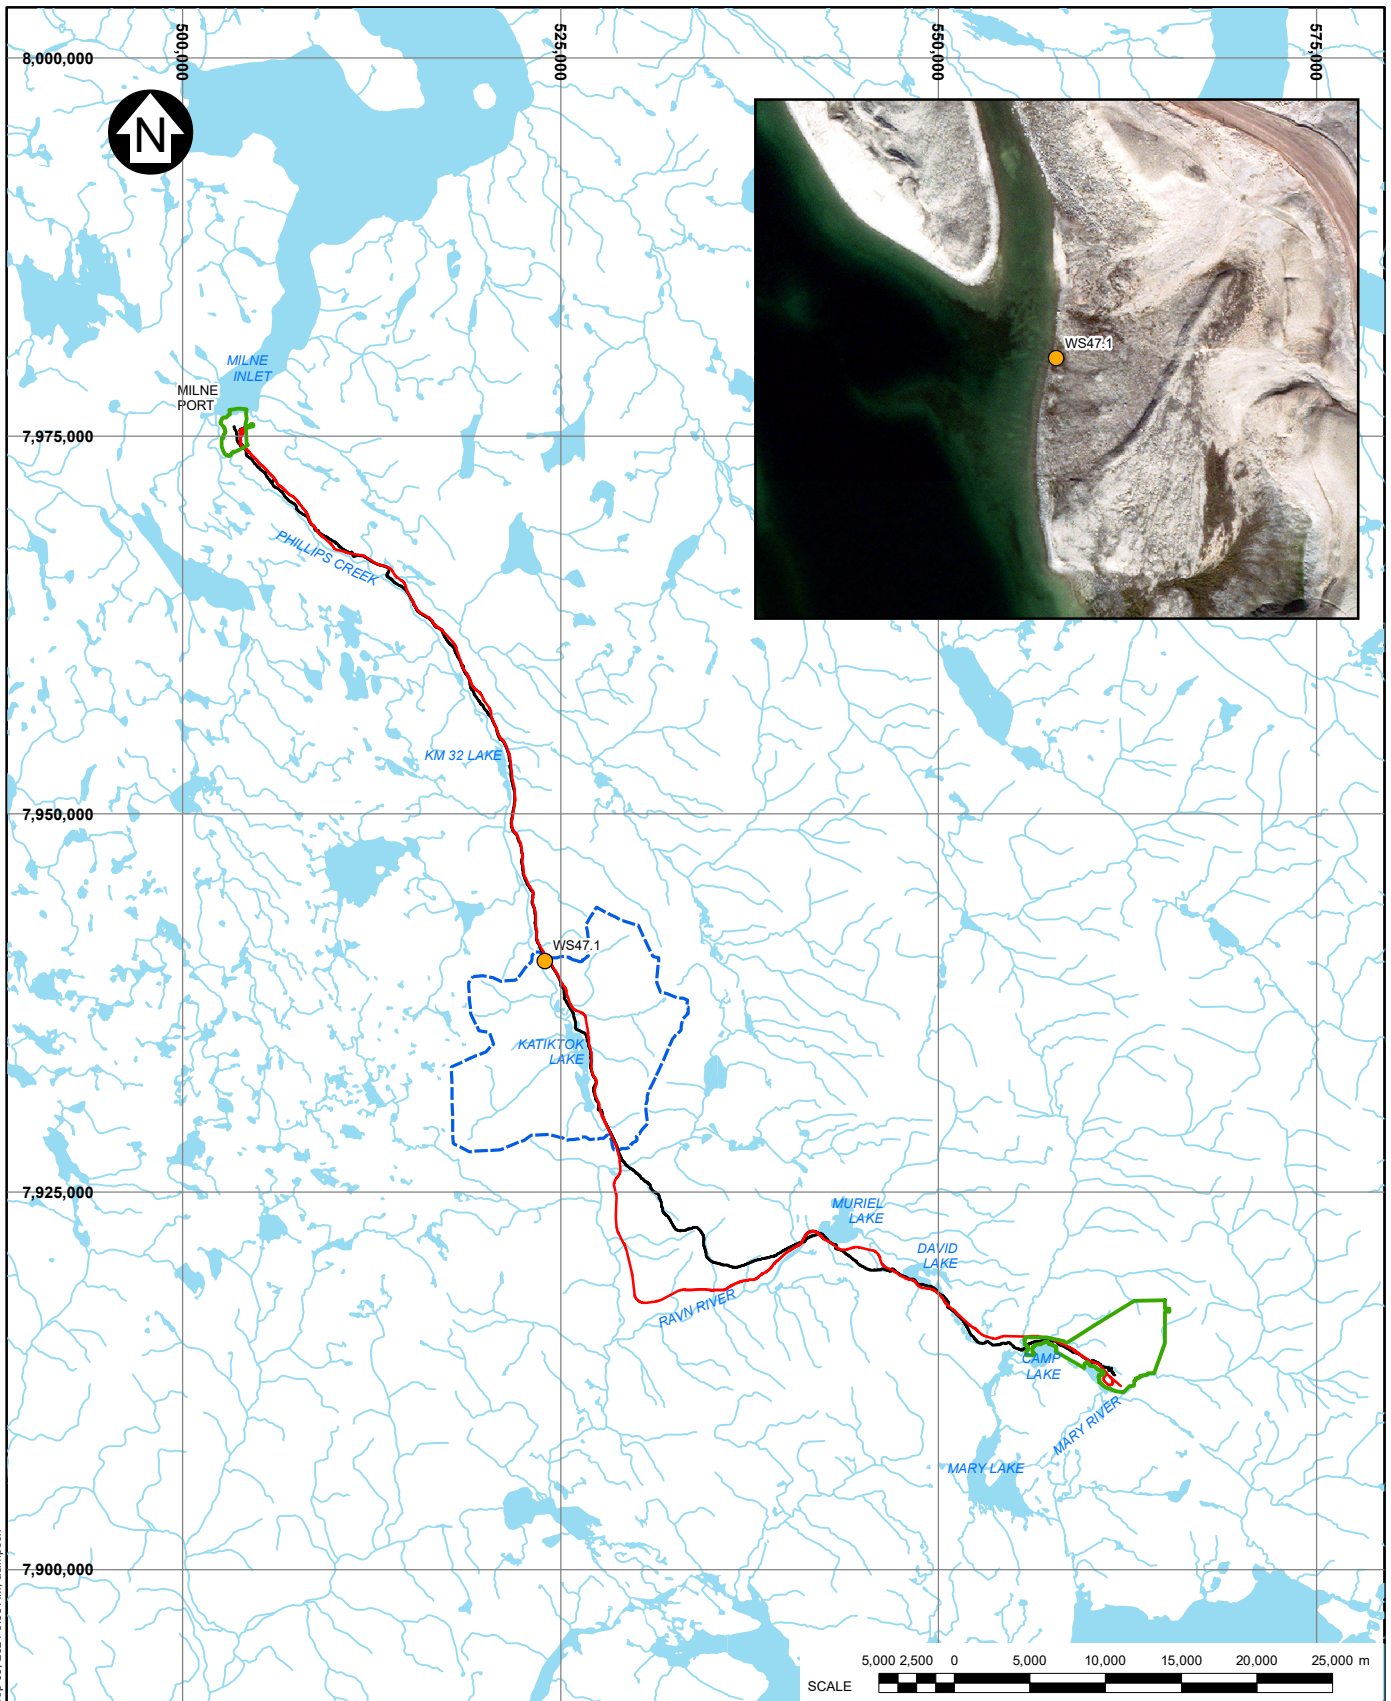 500,000
525,000
550,000
575,000
8,000,000
N
WS47.1
MILNE
INLET
MILNE
PORT
7,975,000
PHILLIPS CREEK
KM 32 LAKE
7,950,000
WS47.1
KATIKTOK
LAKE
7,925,000
MURIEL
LAKE
DAVID
LAKE
RAVN RIVER
CAMP
LAKE
MARY RIVER
MARY LAKE
7,900,000
SCALE
5,000 2,500 0 5,000 10,000 15,000 20,000 25,000 m